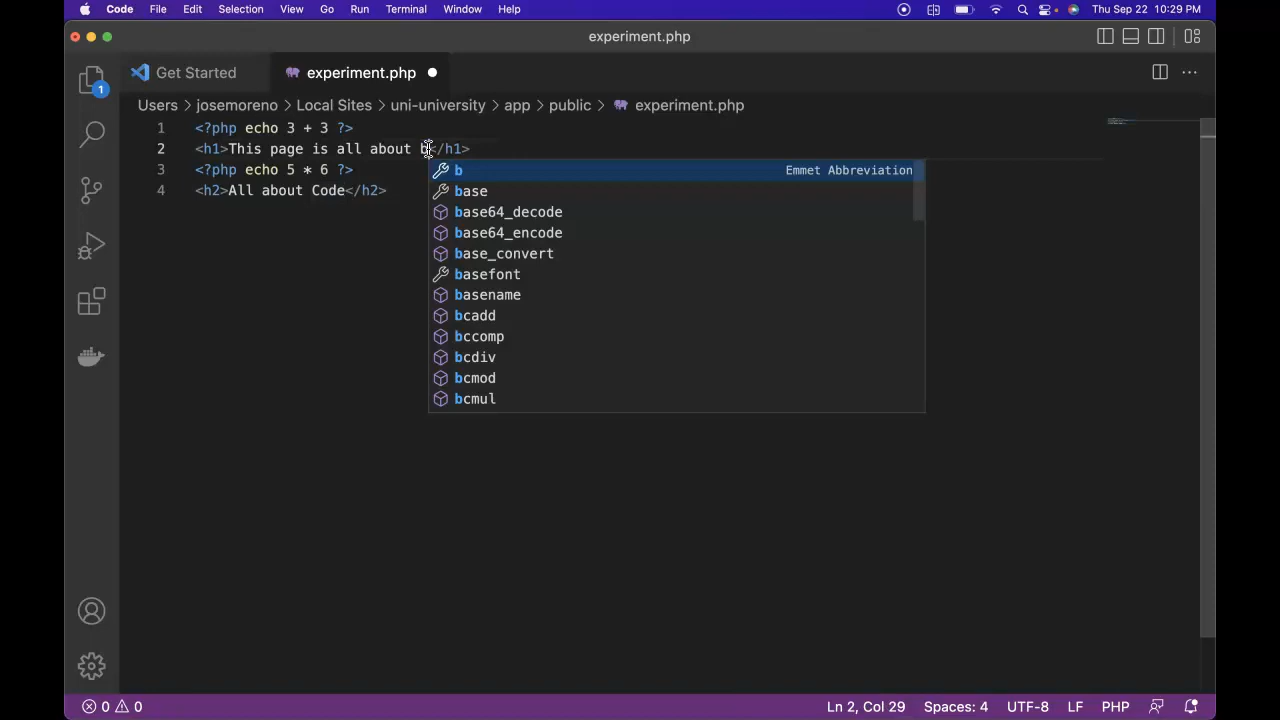 Code File Edit Selection View Go Run Terminal Window Help Thu Sep 22 10:29 PM
experiment.php
Get Started experiment.php
Users > josemoreno > Local Sites > uni-university > app > public > experiment.php
1 <?php echo 3 + 3 ?>
2 <h1>This page is all about b</h1>
3 <?php echo 5 * 6 ?>
4 <h2>All about Code</h2>
b Emmet Abbreviation
base
base64_decode
base64_encode
base_convert
basefont
basename
bcadd
bccomp
bcdiv
bcmod
bcmul
1
0 0 Ln 2, Col 29 Spaces: 4 UTF-8 LF PHP